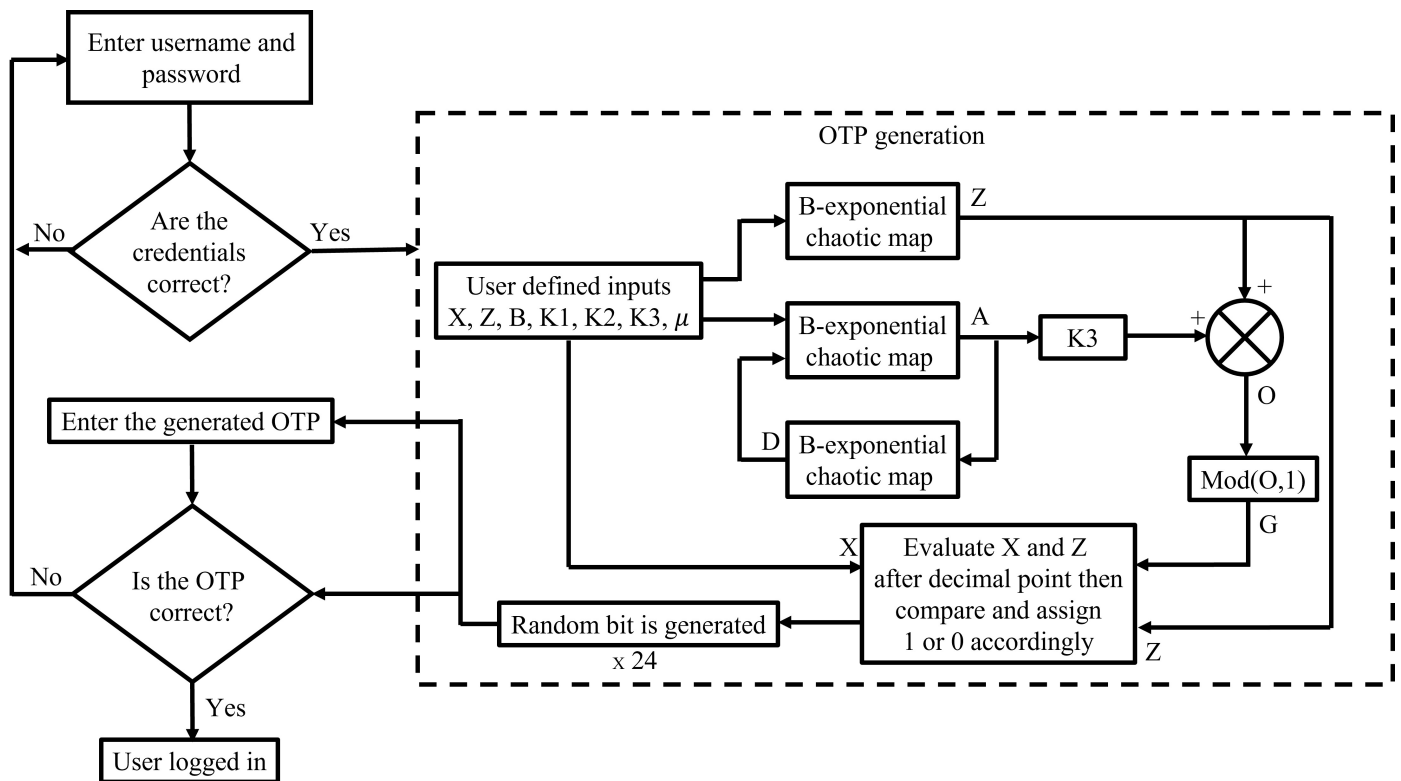 Enter username and
password
Are the
credentials
correct?
No
Yes
OTP generation
User defined inputs
X, Z, B, K1, K2, K3, μ
B-exponential
chaotic map
Z
B-exponential
chaotic map
A
K3
+
+
O
B-exponential
chaotic map
D
Mod(O,1)
G
X
Evaluate X and Z
after decimal point then
compare and assign
1 or 0 accordingly
Z
Random bit is generated
x 24
Enter the generated OTP
Is the OTP
correct?
No
Yes
User logged in